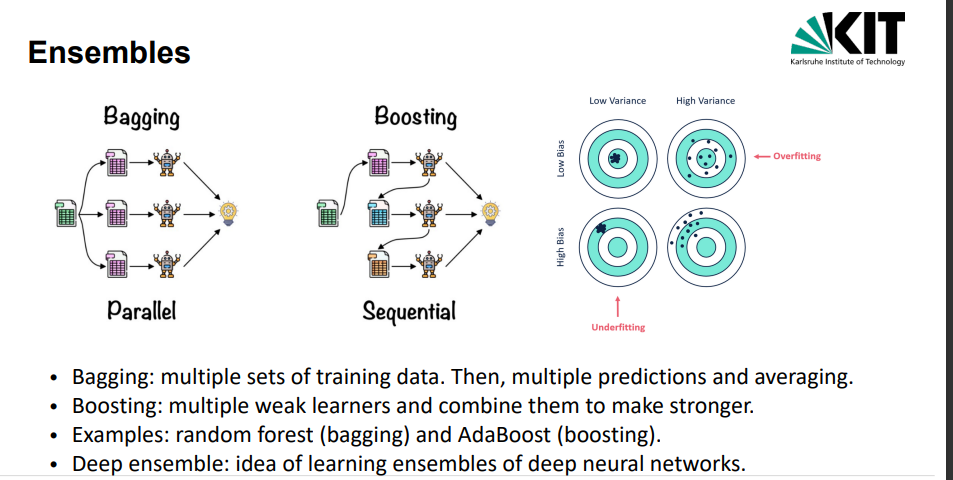 Ensembles
KIT
Karlsruhe Institute of Technology
Bagging
Parallel
Boosting
Sequential
Low Variance
High Variance
Low Bias
High Bias
Overfitting
Underfitting
• Bagging: multiple sets of training data. Then, multiple predictions and averaging.
• Boosting: multiple weak learners and combine them to make stronger.
• Examples: random forest (bagging) and AdaBoost (boosting).
• Deep ensemble: idea of learning ensembles of deep neural networks.